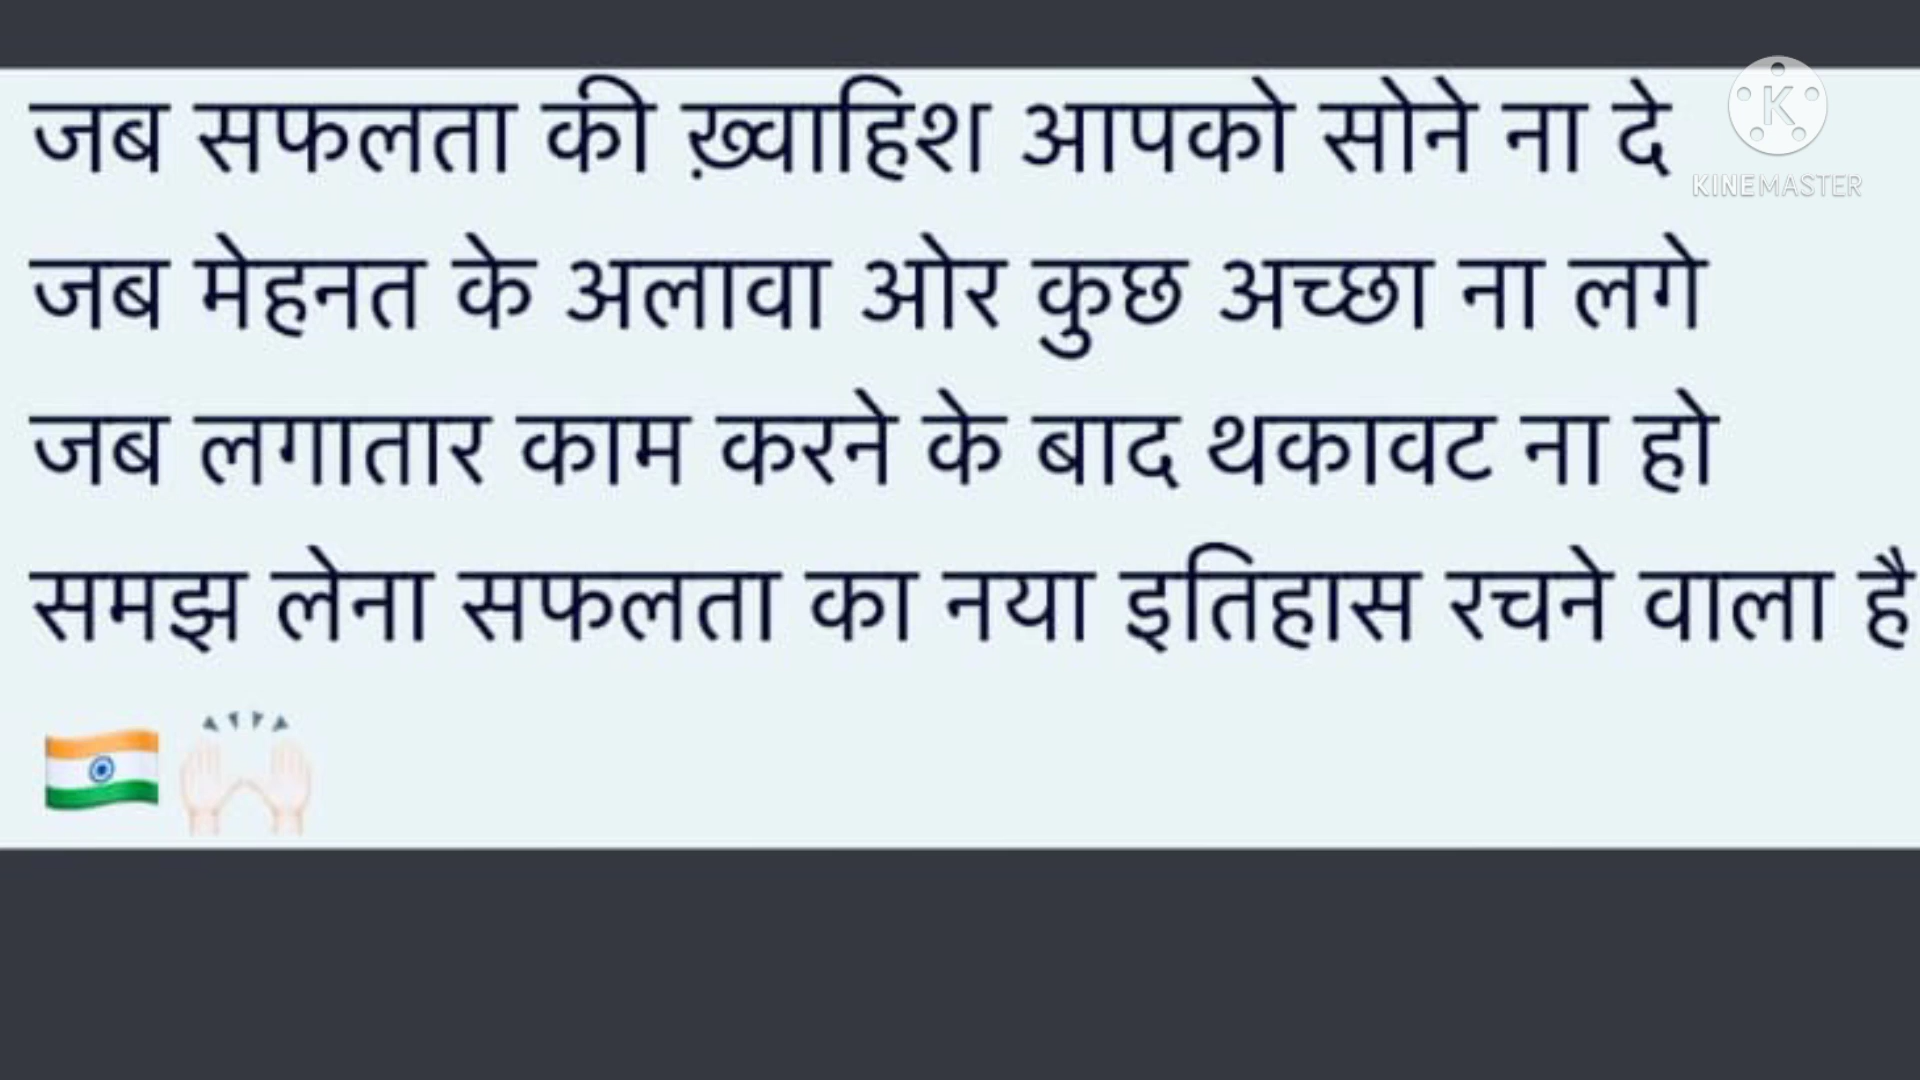 जब सफलता की ख़्वाहिश आपको सोने ना दे
जब मेहनत के अलावा ओर कुछ अच्छा ना लगे
जब लगातार काम करने के बाद थकावट ना हो
समझ लेना सफलता का नया इतिहास रचने वाला है
🇮🇳🙌🏻
K
KINEMASTER